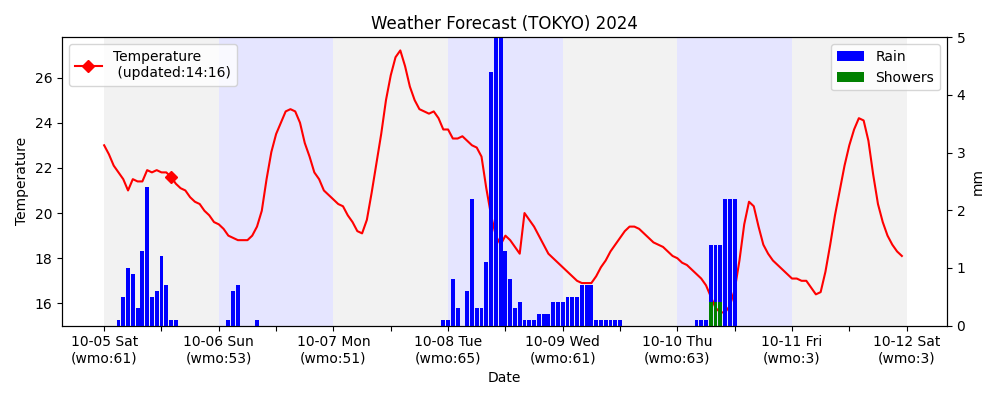 Weather Forecast (TOKYO) 2024
Temperature
(updated:14:16)
Rain
Showers
Temperature
26
24
22
20
18
16
5
4
3
2
1
0
mm
10-05 Sat
(wmo:61)
10-06 Sun
(wmo:53)
10-07 Mon
(wmo:51)
10-08 Tue
(wmo:65)
10-09 Wed
(wmo:61)
10-10 Thu
(wmo:63)
10-11 Fri
(wmo:3)
10-12 Sat
(wmo:3)
Date